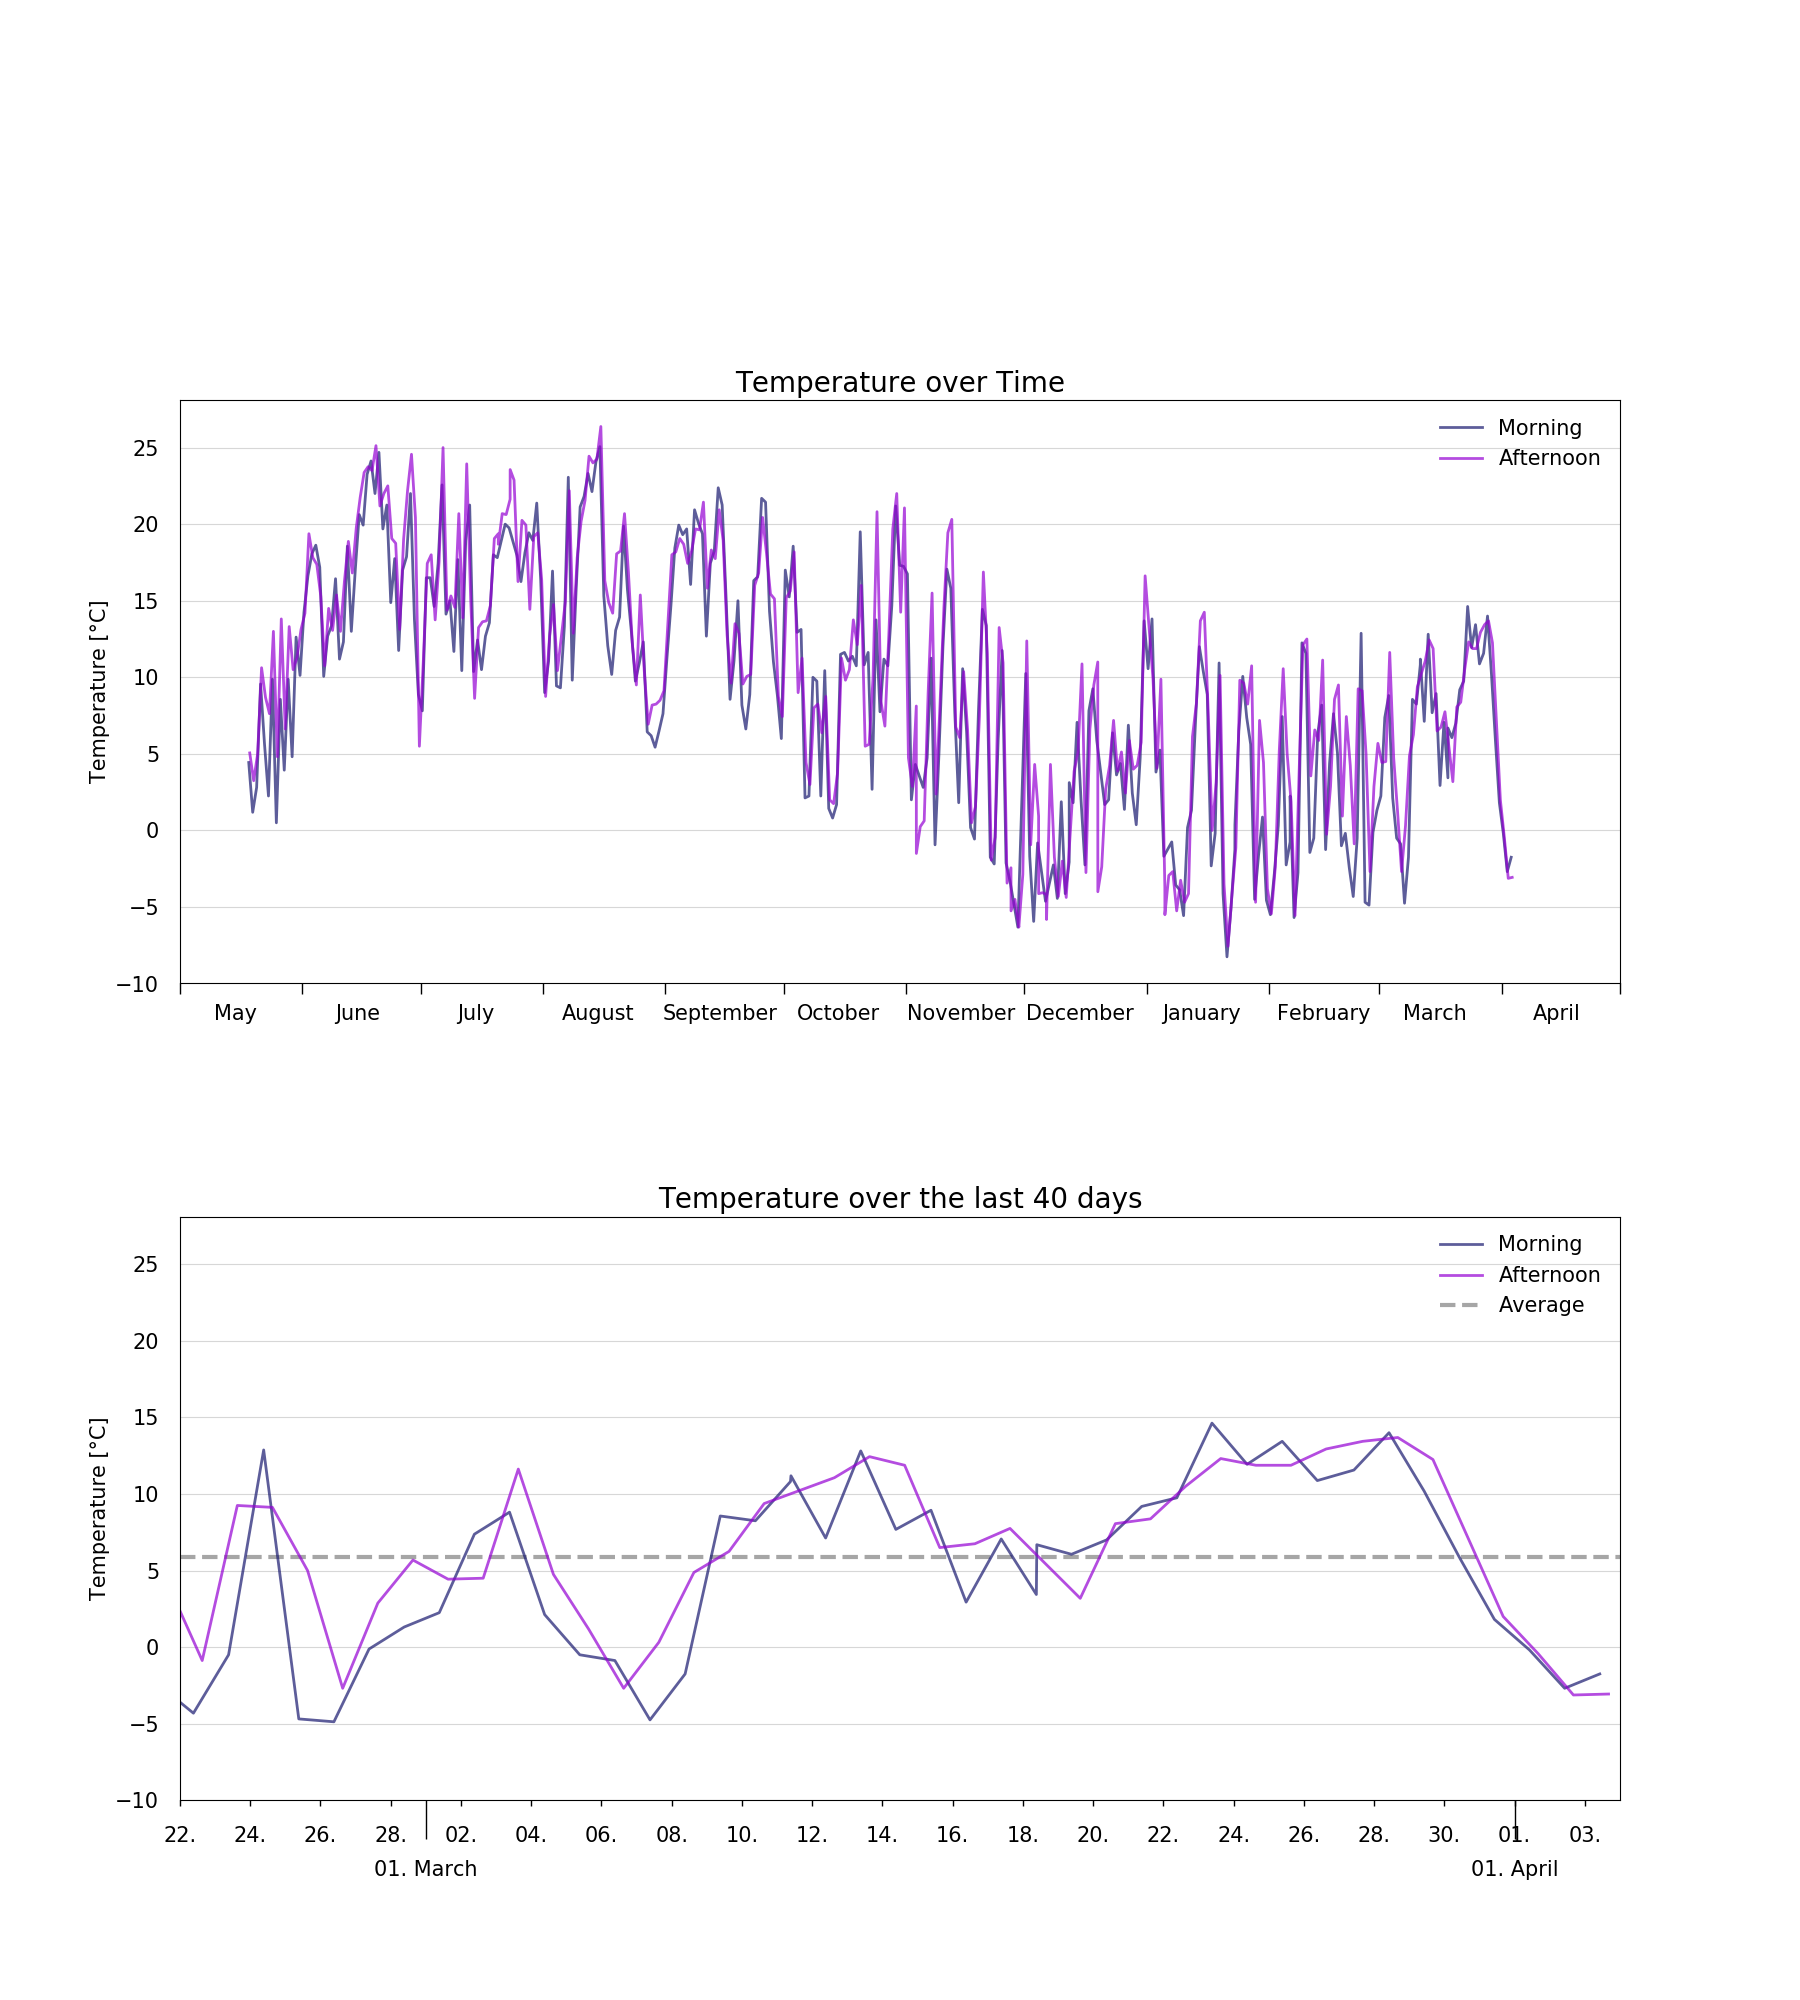 Temperature over Time
Morning
Afternoon
25
20
15
10
5
0
−5
−10
Temperature [°C]
May June July August September October November December January February March April
Temperature over the last 40 days
Morning
Afternoon
Average
25
20
15
10
5
0
−5
−10
Temperature [°C]
22. 24. 26. 28. 02. 04. 06. 08. 10. 12. 14. 16. 18. 20. 22. 24. 26. 28. 30. 01. 03.
01. March 01. April